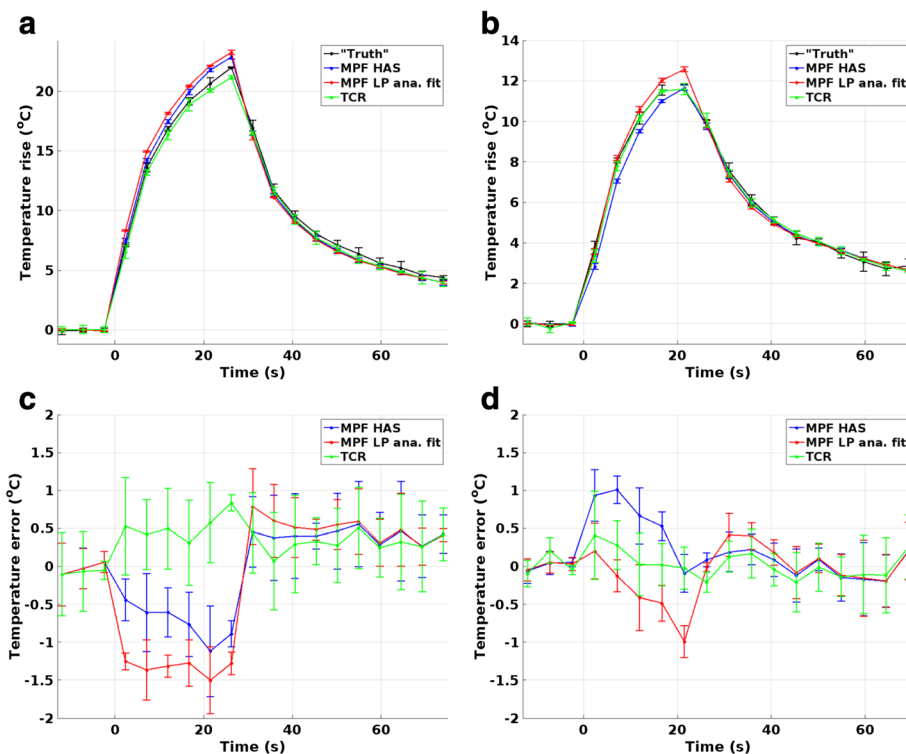 a
Temperature rise (°C)
20
15
10
5
0
0
20
40
60
Time (s)
"Truth"
MPF HAS
MPF LP ana. fit
TCR
b
Temperature rise (°C)
14
12
10
8
6
4
2
0
0
20
40
60
Time (s)
"Truth"
MPF HAS
MPF LP ana. fit
TCR
c
Temperature error (°C)
2
1.5
1
0.5
0
-0.5
-1
-1.5
-2
0
20
40
60
Time (s)
MPF HAS
MPF LP ana. fit
TCR
d
Temperature error (°C)
2
1.5
1
0.5
0
-0.5
-1
-1.5
-2
0
20
40
60
Time (s)
MPF HAS
MPF LP ana. fit
TCR